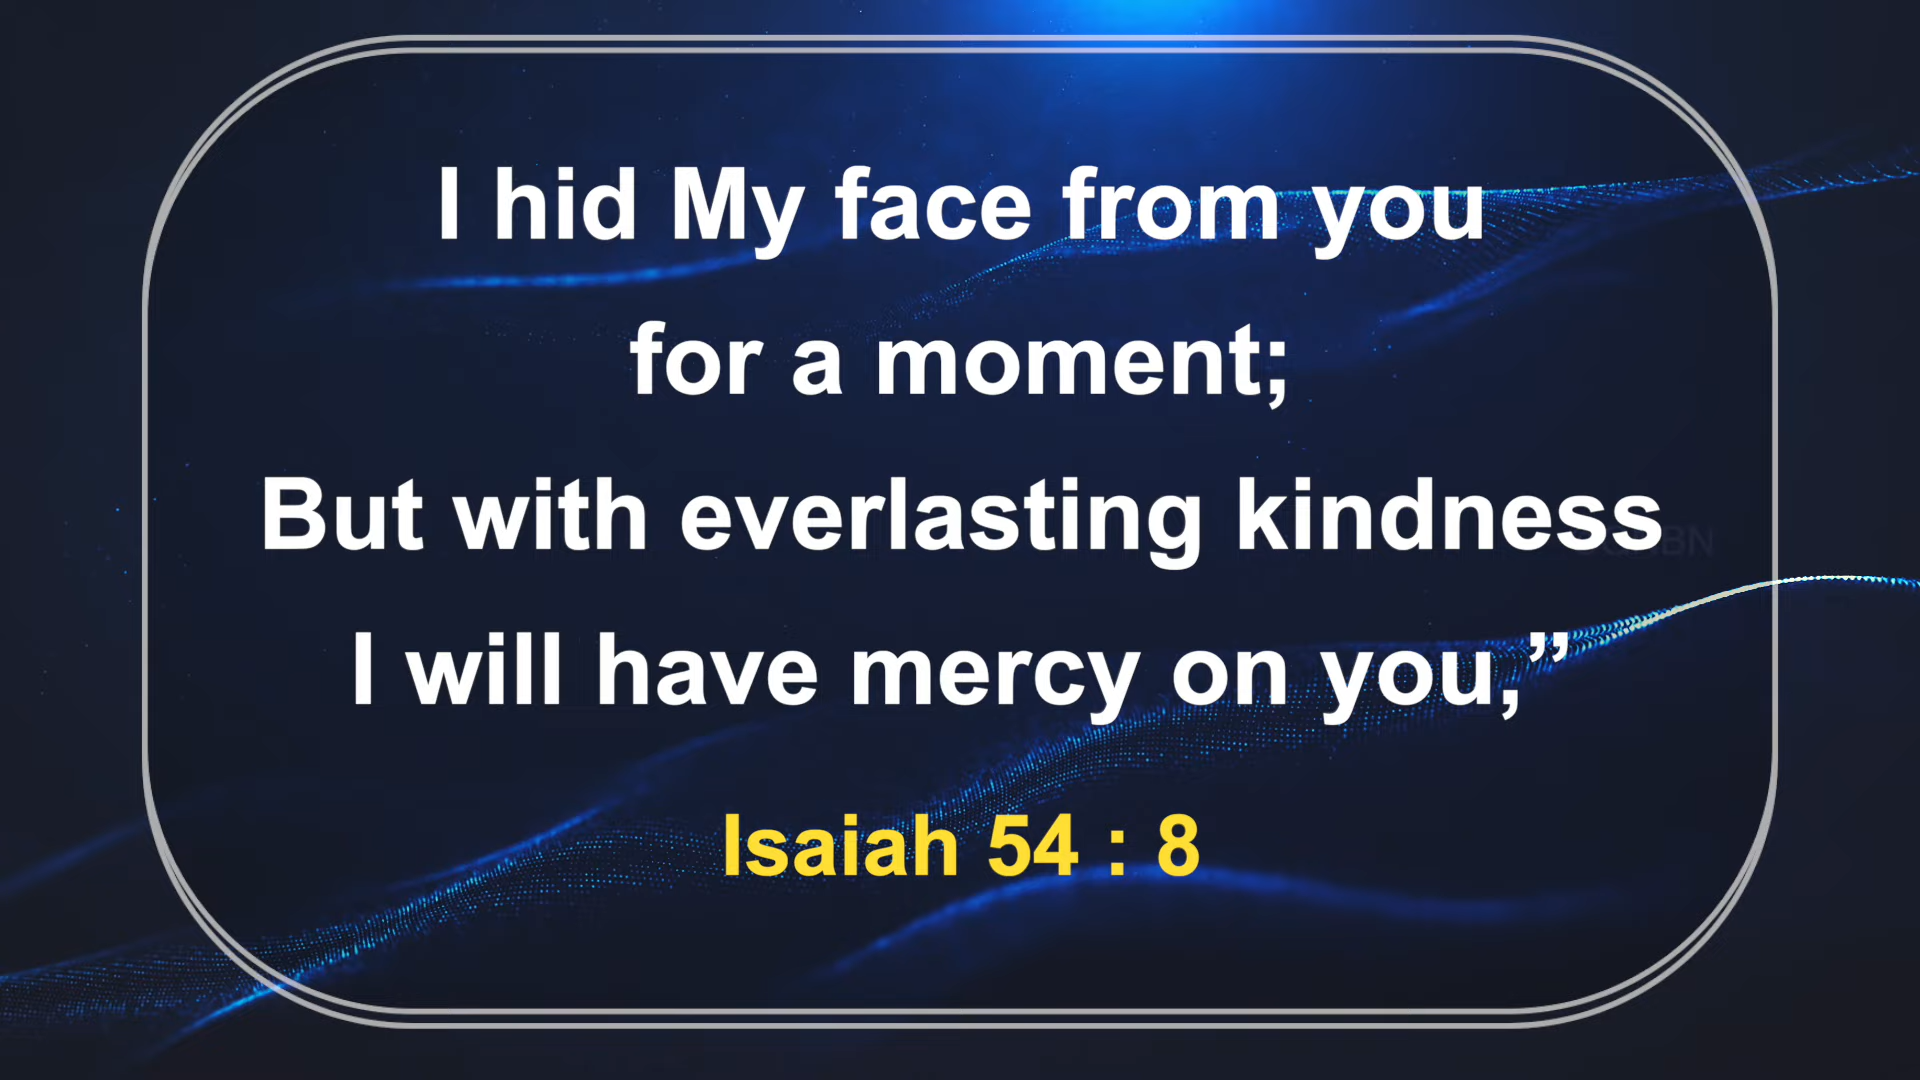 I hid My face from you
for a moment;
But with everlasting kindness
I will have mercy on you,”
Isaiah 54 : 8